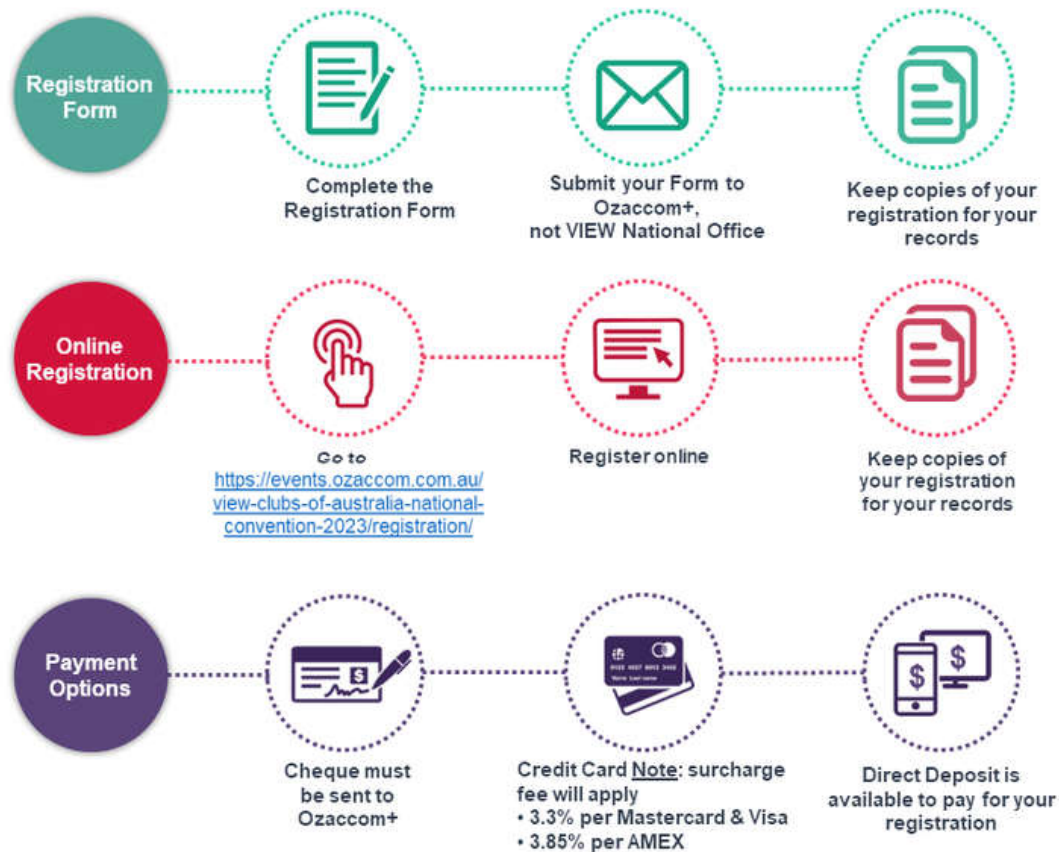 Registration
Form
Complete the
Registration Form
Submit your Form to
Ozaccom+,
not VIEW National Office
Keep copies of your
registration for your
records
Online
Registration
Go to
https://events.ozaccom.com.au/
view-clubs-of-australia-national-
convention-2023/registration/
Register online
Keep copies of
your registration
for your records
Payment
Options
Cheque must
be sent to
Ozaccom+
Credit Card Note: surcharge
fee will apply
• 3.3% per Mastercard & Visa
• 3.85% per AMEX
Direct Deposit is
available to pay for your
registration